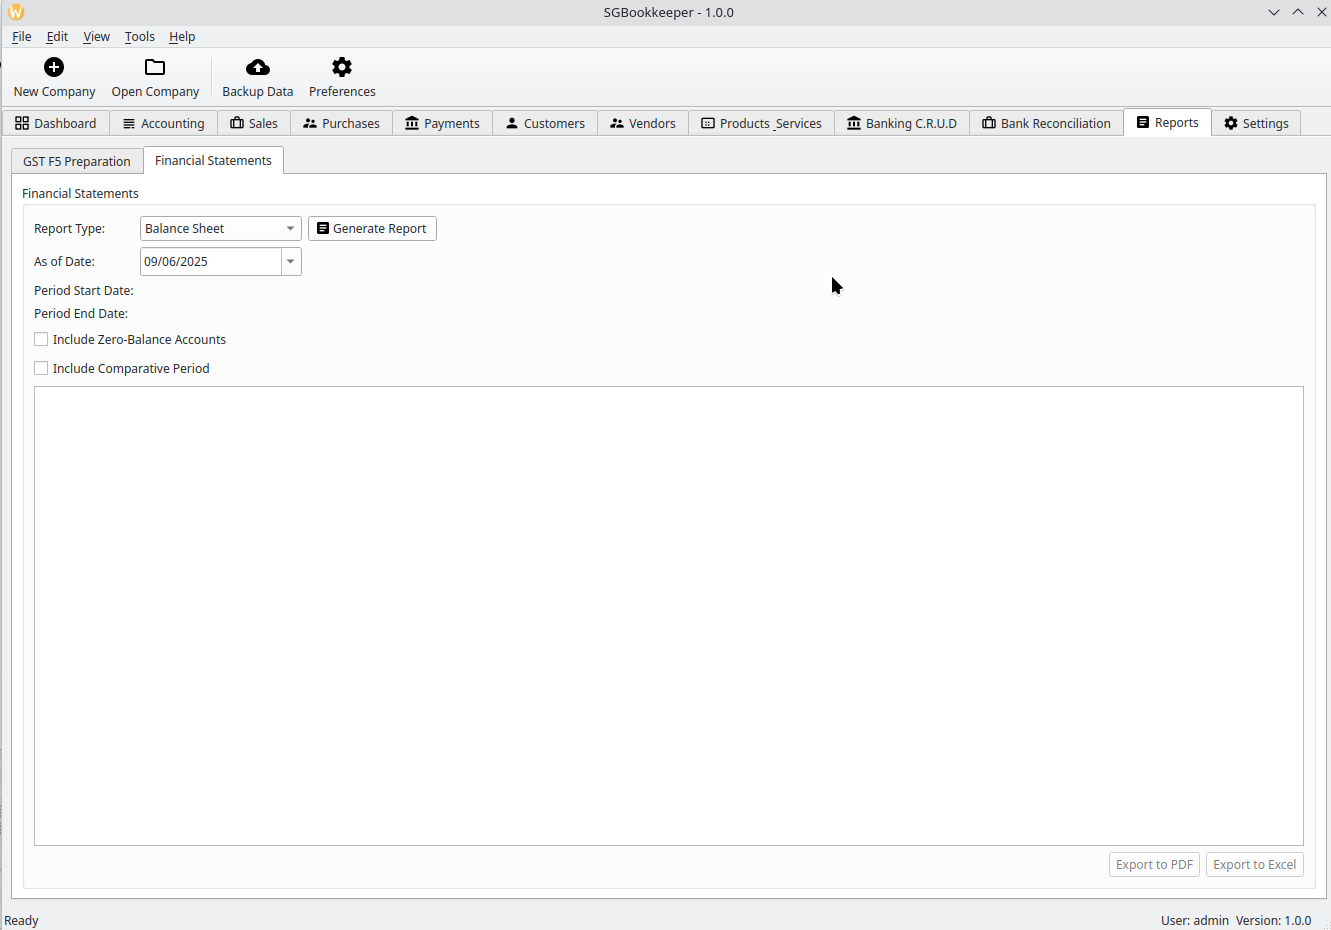 SGBookkeeper - 1.0.0
File Edit View Tools Help
New Company Open Company Backup Data Preferences
Dashboard Accounting Sales Purchases Payments Customers Vendors Products _Services Banking C.R.U.D Bank Reconciliation Reports Settings
GST F5 Preparation Financial Statements
Financial Statements
Report Type: Balance Sheet Generate Report
As of Date: 09/06/2025
Period Start Date:
Period End Date:
Include Zero-Balance Accounts
Include Comparative Period
Export to PDF Export to Excel
Ready User: admin Version: 1.0.0